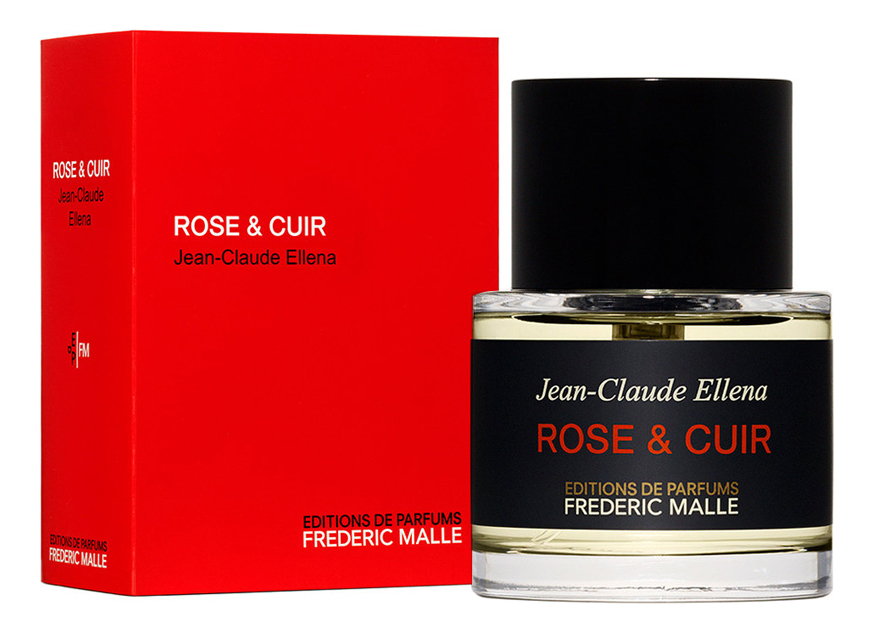 ROSE & CUIR
Jean-Claude
Ellena
E
D
P
FM
EDITIONS DE PARFUMS
FREDERIC MALLE
ROSE & CUIR
Jean-Claude Ellena
EDITIONS DE PARFUMS
FREDERIC MALLE
Jean-Claude Ellena
ROSE & CUIR
EDITIONS DE PARFUMS
FREDERIC MALLE